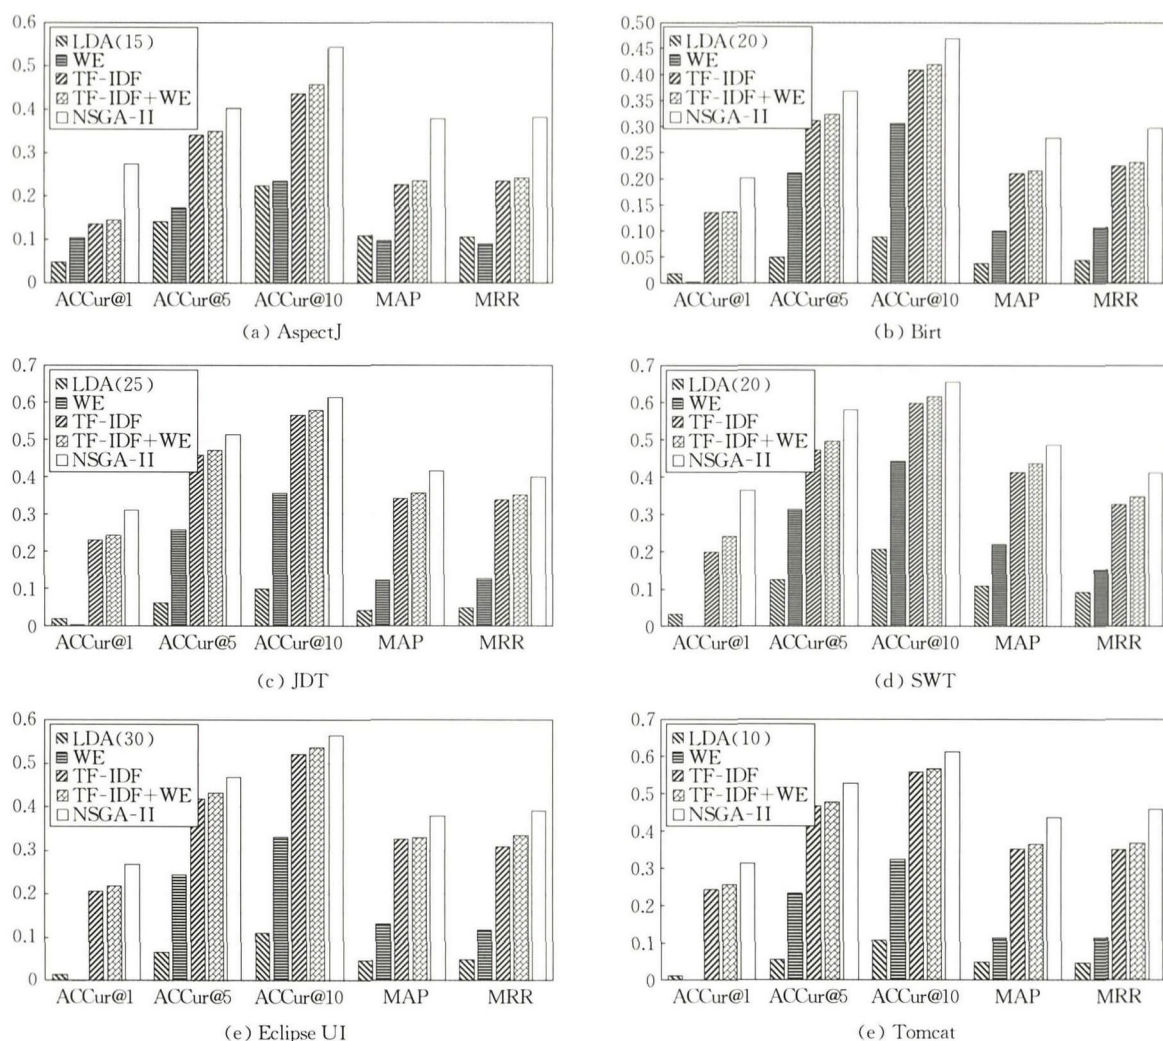 0.6
0.5
0.4
0.3
0.2
0.1
0
LDA(15)
WE
TF-IDF
TF-IDF+WE
NSGA-II
ACCur@1 ACCur@5 ACCur@10 MAP MRR
(a) AspectJ
0.50
0.45
0.40
0.35
0.30
0.25
0.20
0.15
0.10
0.05
0
LDA(20)
WE
TF-IDF
TF-IDF+WE
NSGA-II
ACCur@1 ACCur@5 ACCur@10 MAP MRR
(b) Birt
0.7
0.6
0.5
0.4
0.3
0.2
0.1
0
LDA(25)
WE
TF-IDF
TF-IDF+WE
NSGA-II
ACCur@1 ACCur@5 ACCur@10 MAP MRR
(c) JDT
0.7
0.6
0.5
0.4
0.3
0.2
0.1
0
LDA(20)
WE
TF-IDF
TF-IDF+WE
NSGA-II
ACCur@1 ACCur@5 ACCur@10 MAP MRR
(d) SWT
0.6
0.5
0.4
0.3
0.2
0.1
0
LDA(30)
WE
TF-IDF
TF-IDF+WE
NSGA-II
ACCur@1 ACCur@5 ACCur@10 MAP MRR
(e) Eclipse UI
0.7
0.6
0.5
0.4
0.3
0.2
0.1
0
LDA(10)
WE
TF-IDF
TF-IDF+WE
NSGA-II
ACCur@1 ACCur@5 ACCur@10 MAP MRR
(e) Tomcat